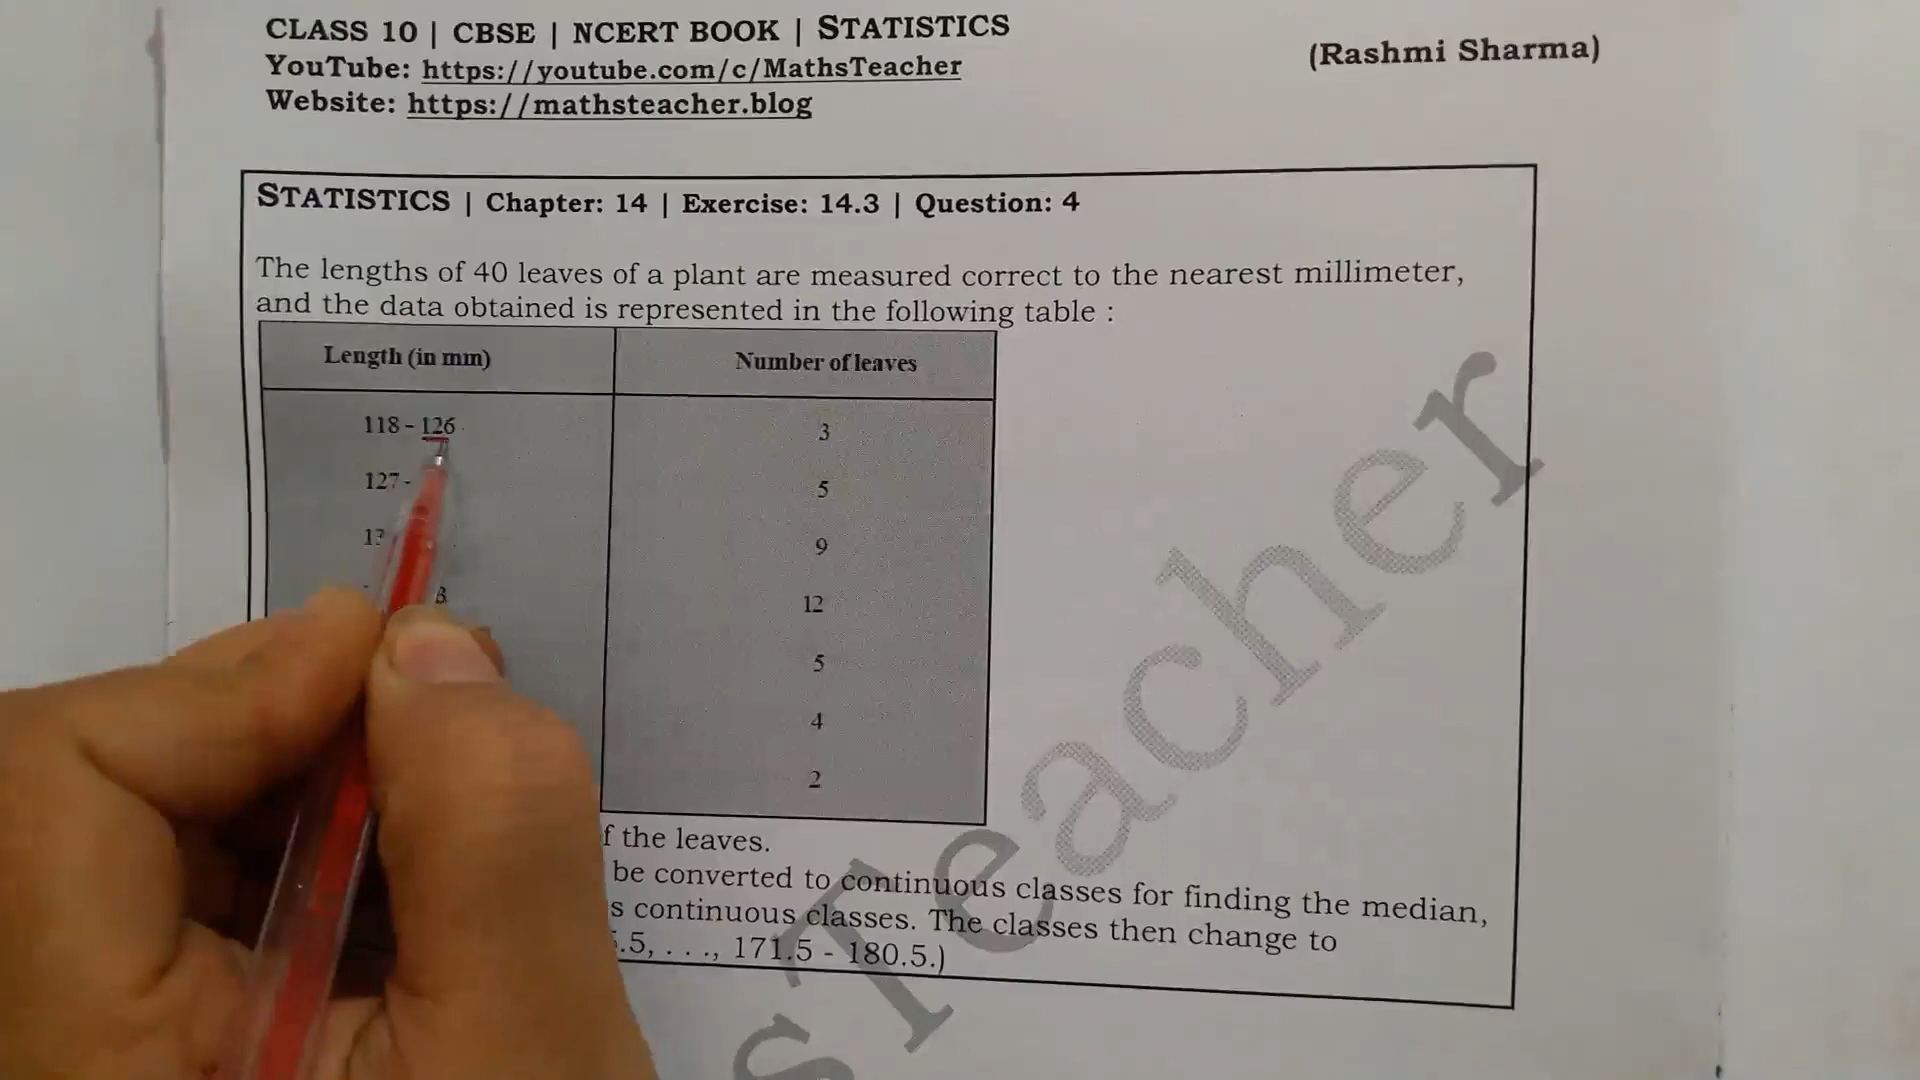 CLASS 10 | CBSE | NCERT BOOK | STATISTICS
YouTube: https://youtube.com/c/MathsTeacher
Website: https://mathsteacher.blog
(Rashmi Sharma)
STATISTICS | Chapter: 14 | Exercise: 14.3 | Question: 4
The lengths of 40 leaves of a plant are measured correct to the nearest millimeter,
and the data obtained is represented in the following table :
Length (in mm) Number of leaves
118 - 126 3
127 - 5
9
12
5
4
2
the leaves.
be converted to continuous classes for finding the median,
continuous classes. The classes then change to
.5, . . ., 171.5 - 180.5.)
sTeacher